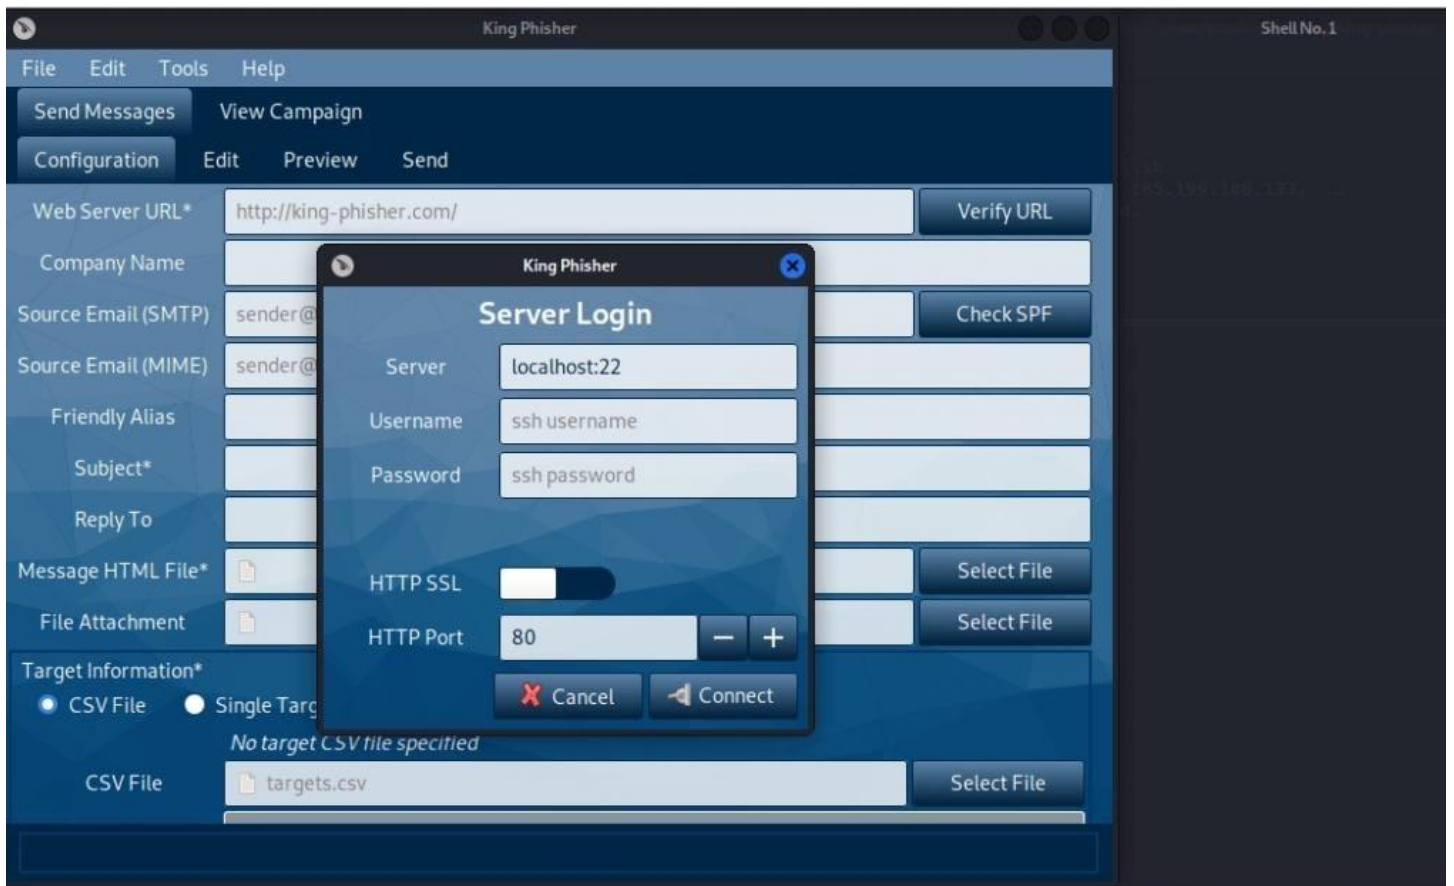 King Phisher
Shell No. 1
File Edit Tools Help
Send Messages View Campaign
Configuration Edit Preview Send
Web Server URL* http://king-phisher.com/ Verify URL
Company Name
Source Email (SMTP) sender@ Check SPF
Source Email (MIME) sender@
Friendly Alias
Subject*
Reply To
Message HTML File* Select File
File Attachment Select File
Target Information*
CSV File Single Targ
No target CSV file specified
CSV File targets.csv Select File
King Phisher
Server Login
Server localhost:22
Username ssh username
Password ssh password
HTTP SSL
HTTP Port 80 − +
Cancel Connect